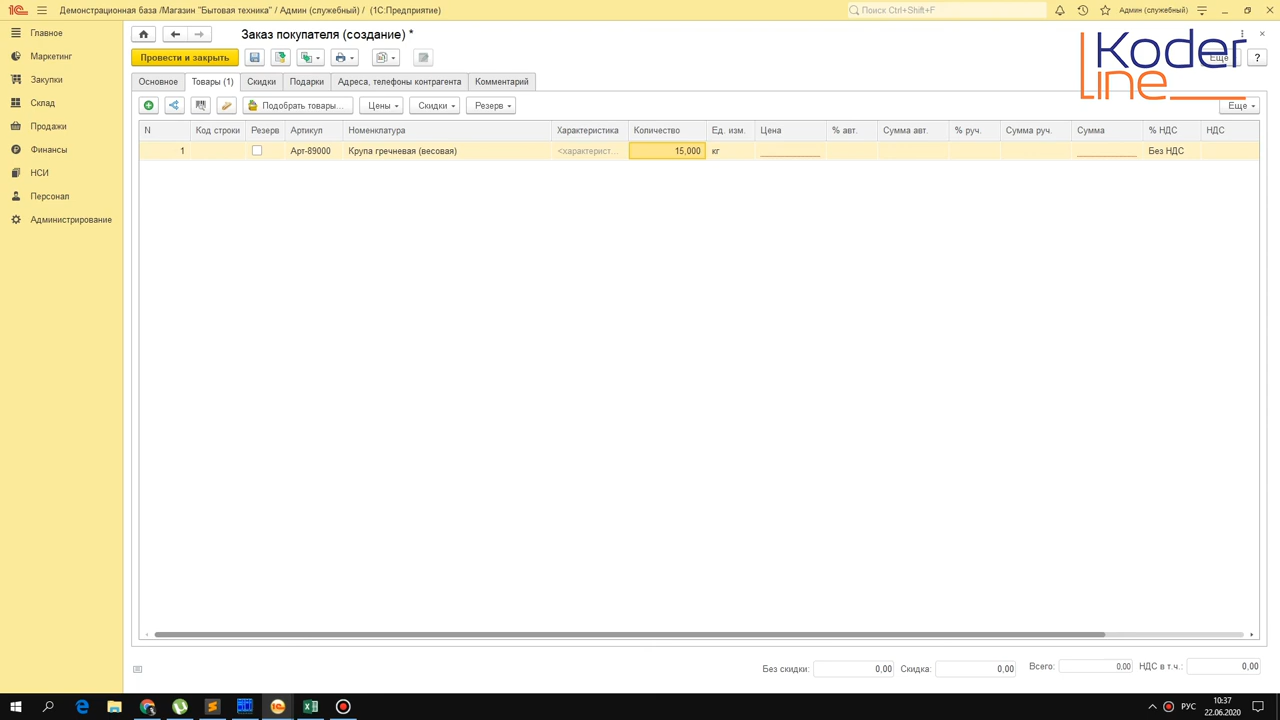 Демонстрационная база /Магазин "Бытовая техника" / Админ (служебный) / (1С:Предприятие)
Поиск Ctrl+Shift+F
Админ (служебный)
Главное
Маркетинг
Закупки
Склад
Продажи
Финансы
НСИ
Персонал
Администрирование
Заказ покупателя (создание) *
Провести и закрыть
Еще
?
Koder
line
Основное
Товары (1)
Скидки
Подарки
Адреса, телефоны контрагента
Комментарий
Подобрать товары...
Цены
Скидки
Резерв
Еще
N Код строки Резерв Артикул Номенклатура Характеристика Количество Ед. изм. Цена % авт. Сумма авт. % руч. Сумма руч. Сумма % НДС НДС
1 Арт-89000 Крупа гречневая (весовая) <характерист... 15,000 кг Без НДС
Без скидки: 0,00 Скидка: 0,00 Всего: 0,00 НДС в т.ч.: 0,00
РУС
10:37
22.06.2020